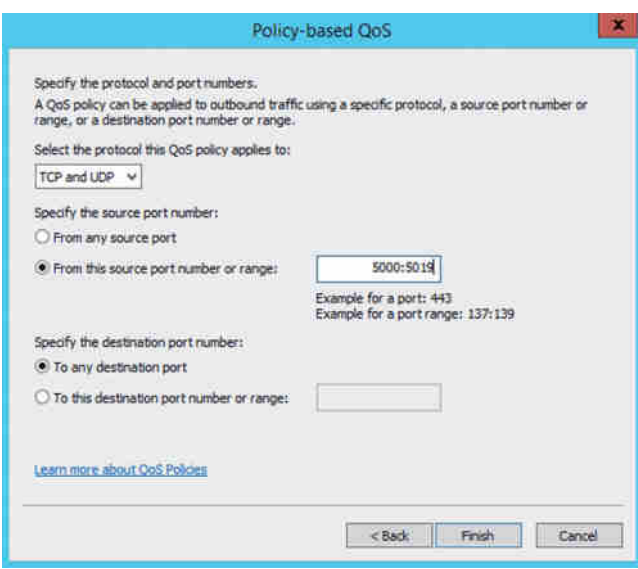 Policy-based QoS
x
Specify the protocol and port numbers.
A QoS policy can be applied to outbound traffic using a specific protocol, a source port number or
range, or a destination port number or range.
Select the protocol this QoS policy applies to:
TCP and UDP
Specify the source port number:
From any source port
From this source port number or range:
5000:5019
Example for a port: 443
Example for a port range: 137:139
Specify the destination port number:
To any destination port
To this destination port number or range:
Learn more about QoS Policies
< Back
Finish
Cancel